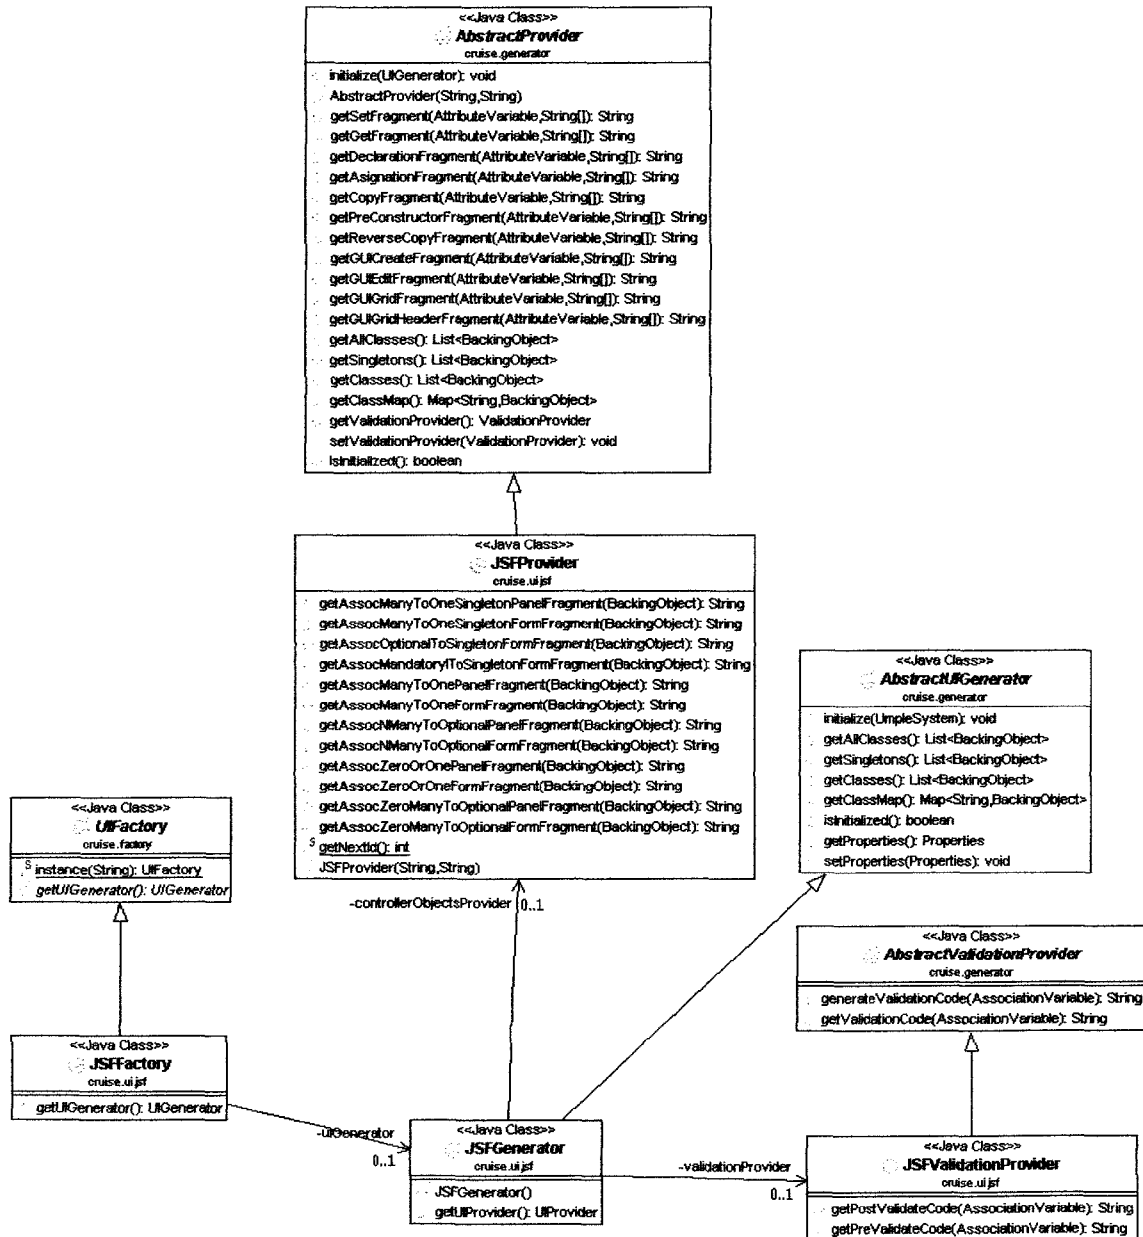 <<Java Class>>
AbstractProvider
cruise.generator
initialize(UIGenerator): void
AbstractProvider(String,String)
getSetFragment(AttributeVariable,String[]): String
getGetFragment(AttributeVariable,String[]): String
getDeclarationFragment(AttributeVariable,String[]): String
getAsignationFragment(AttributeVariable,String[]): String
getCopyFragment(AttributeVariable,String[]): String
getPreConstructorFragment(AttributeVariable,String[]): String
getReverseCopyFragment(AttributeVariable,String[]): String
getGUICreateFragment(AttributeVariable,String[]): String
getGUIEditFragment(AttributeVariable,String[]): String
getGUIGridFragment(AttributeVariable,String[]): String
getGUIGridHeaderFragment(AttributeVariable,String[]): String
getAllClasses(): List<BackingObject>
getSingletons(): List<BackingObject>
getClasses(): List<BackingObject>
getClassMap(): Map<String,BackingObject>
getValidationProvider(): ValidationProvider
setValidationProvider(ValidationProvider): void
isInitialized(): boolean
<<Java Class>>
JSFProvider
cruise.ui.jsf
getAssocManyToOneSingletonPanelFragment(BackingObject): String
getAssocManyToOneSingletonFormFragment(BackingObject): String
getAssocOptionalToSingletonFormFragment(BackingObject): String
getAssocMandatorylToSingletonFormFragment(BackingObject): String
getAssocManyToOnePanelFragment(BackingObject): String
getAssocManyToOneFormFragment(BackingObject): String
getAssocNManyToOptionalPanelFragment(BackingObject): String
getAssocNManyToOptionalFormFragment(BackingObject): String
getAssocZeroOrOnePanelFragment(BackingObject): String
getAssocZeroOrOneFormFragment(BackingObject): String
getAssocZeroManyToOptionalPanelFragment(BackingObject): String
getAssocZeroManyToOptionalFormFragment(BackingObject): String
S getNextId(): int
JSFProvider(String,String)
<<Java Class>>
AbstractUIGenerator
cruise.generator
initialize(UmpleSystem): void
getAllClasses(): List<BackingObject>
getSingletons(): List<BackingObject>
getClasses(): List<BackingObject>
getClassMap(): Map<String,BackingObject>
isInitialized(): boolean
getProperties(): Properties
setProperties(Properties): void
<<Java Class>>
UIFactory
cruise.factory
S instance(String): UIFactory
getUIGenerator(): UIGenerator
-controllerObjectsProvider
0..1
<<Java Class>>
AbstractValidationProvider
cruise.generator
generateValidationCode(AssociationVariable): String
getValidationCode(AssociationVariable): String
<<Java Class>>
JSFFactory
cruise.ui.jsf
getUIGenerator(): UIGenerator
-uiGenerator
0..1
<<Java Class>>
JSFGenerator
cruise.ui.jsf
JSFGenerator()
getUIProvider(): UIProvider
-validationProvider
0..1
<<Java Class>>
JSFValidationProvider
cruise.ui.jsf
getPostValidateCode(AssociationVariable): String
getPreValidateCode(AssociationVariable): String